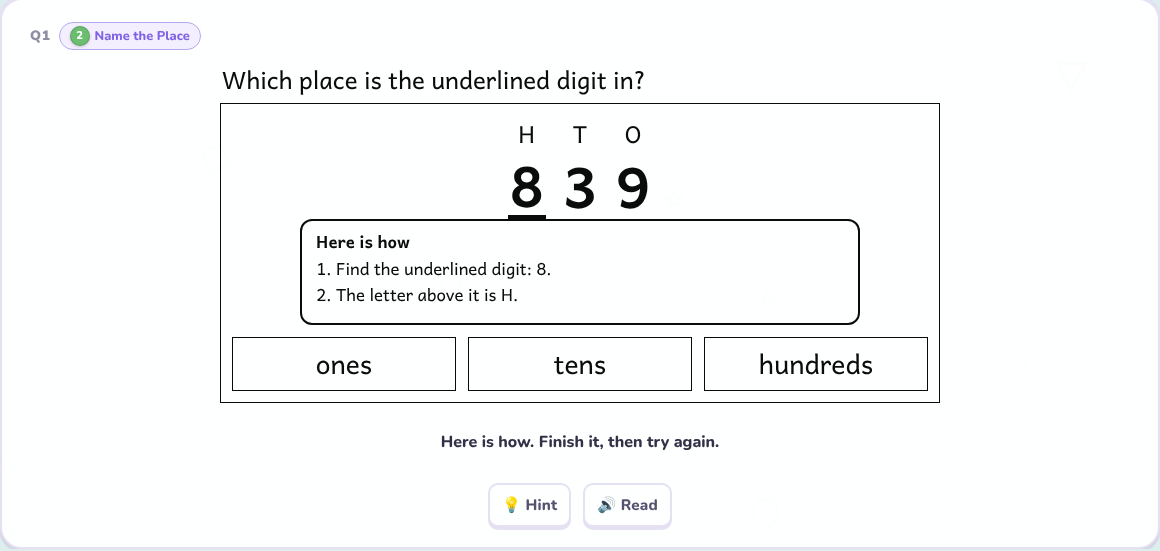 Q1 2 Name the Place
Which place is the underlined digit in?
H T O
8 3 9
Here is how
1. Find the underlined digit: 8.
2. The letter above it is H.
ones tens hundreds
Here is how. Finish it, then try again.
💡 Hint 🔊 Read